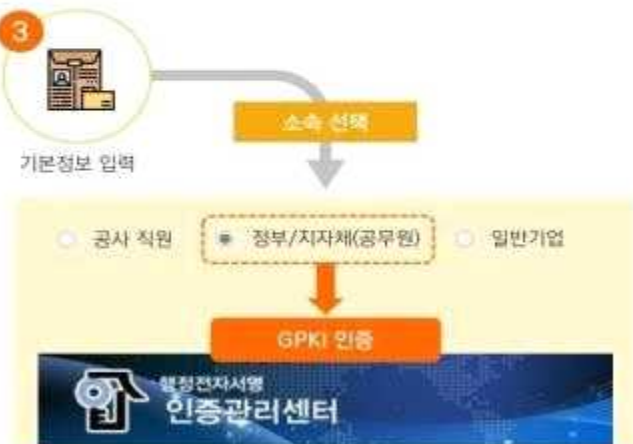 3
기본정보 입력
소속 선택
공사 직원
정부/지자체(공무원)
일반기업
GPKI 인증
행정전자서명
인증관리센터